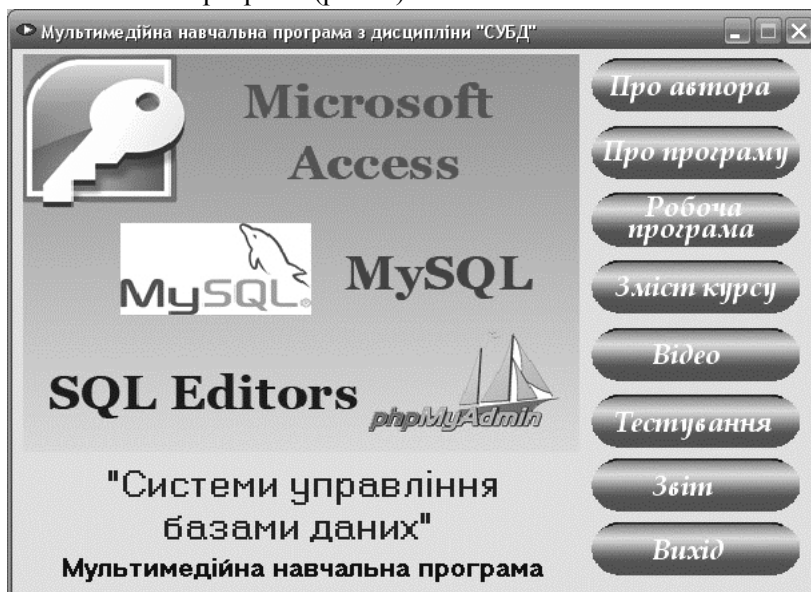 Мультимедійна навчальна програма з дисципліни "СУБД"
Microsoft
Access
MySQL
MySQL
SQL Editors
phpMyAdmin
"Системи управління
базами даних"
Мультимедійна навчальна програма
Про автора
Про програму
Робоча
програма
Зміст курсу
Відео
Тестування
Звіт
Вихід